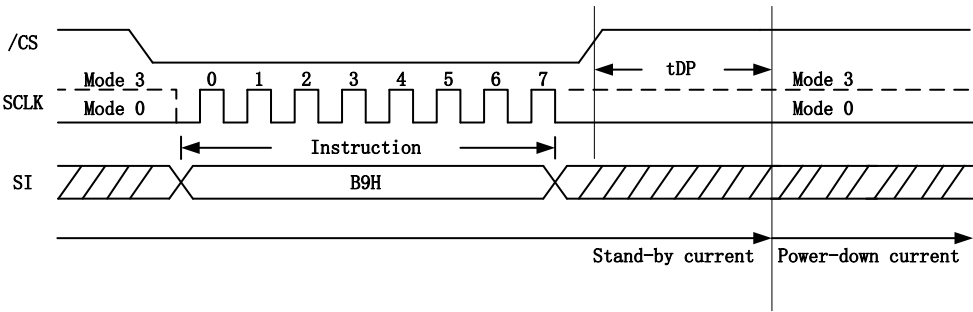 /CS
tDP
Mode 3 0 1 2 3 4 5 6 7 Mode 3
SCLK
Mode 0 Mode 0
Instruction
SI B9H
Stand-by current Power-down current